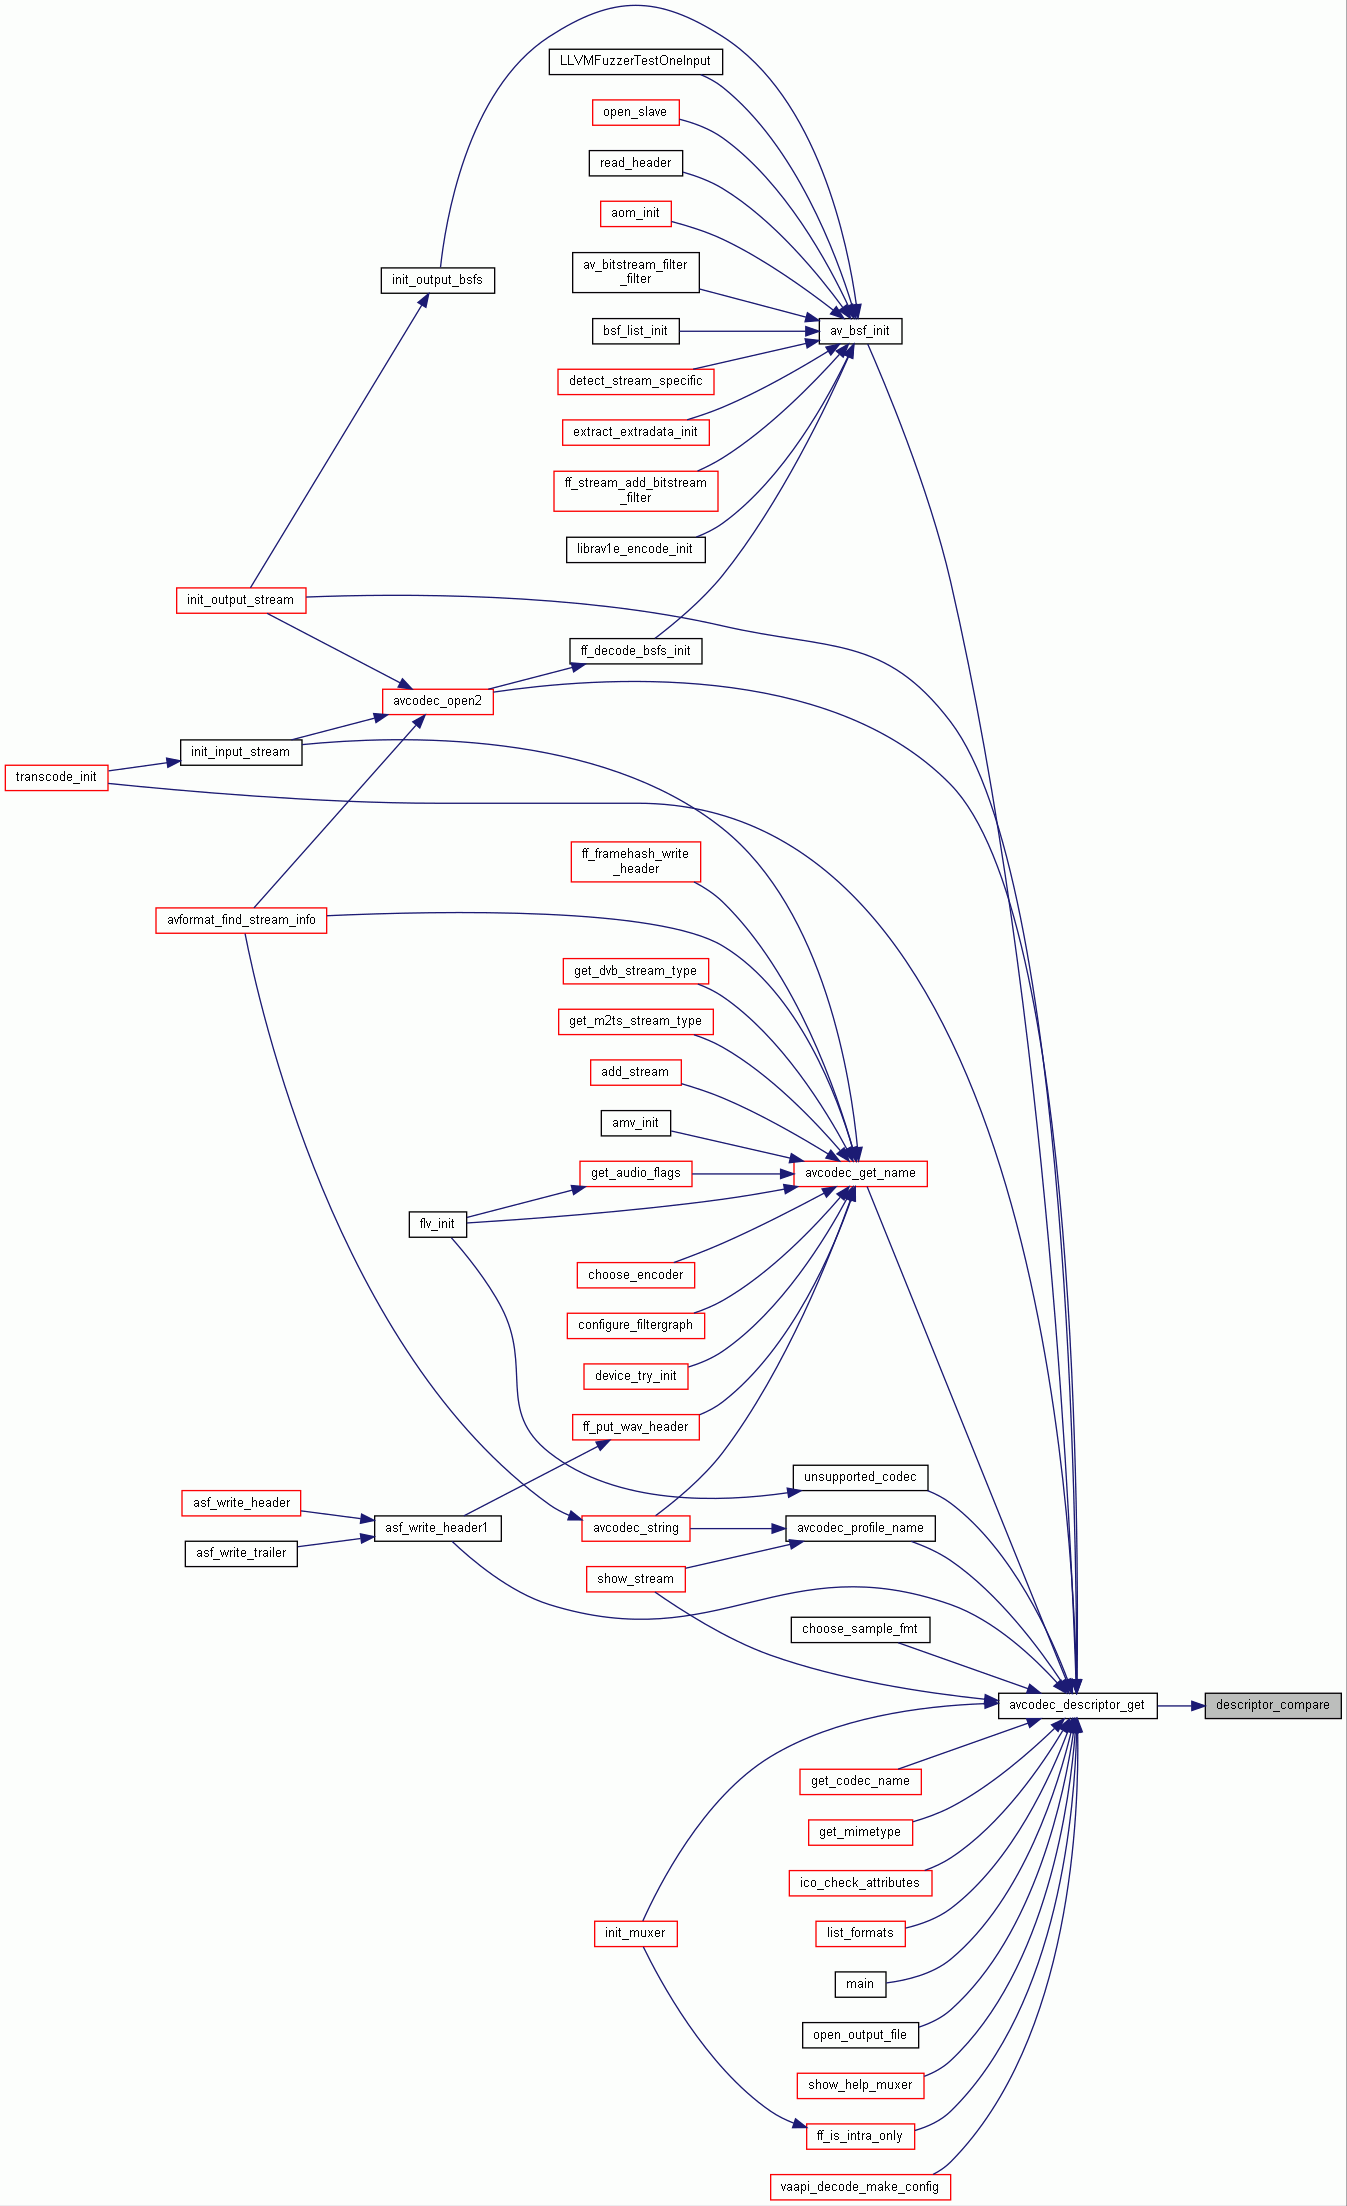 LLVMFuzzerTestOneInput
open_slave
read_header
aom_init
av_bitstream_filter
_filter
init_output_bsfs
bsf_list_init
av_bsf_init
detect_stream_specific
extract_extradata_init
ff_stream_add_bitstream
_filter
librav1e_encode_init
init_output_stream
ff_decode_bsfs_init
avcodec_open2
init_input_stream
transcode_init
ff_framehash_write
_header
avformat_find_stream_info
get_dvb_stream_type
get_m2ts_stream_type
add_stream
amv_init
get_audio_flags
avcodec_get_name
flv_init
choose_encoder
configure_filtergraph
device_try_init
ff_put_wav_header
unsupported_codec
asf_write_header
asf_write_header1
avcodec_string
avcodec_profile_name
asf_write_trailer
show_stream
choose_sample_fmt
avcodec_descriptor_get
descriptor_compare
get_codec_name
get_mimetype
ico_check_attributes
init_muxer
list_formats
main
open_output_file
show_help_muxer
ff_is_intra_only
vaapi_decode_make_config